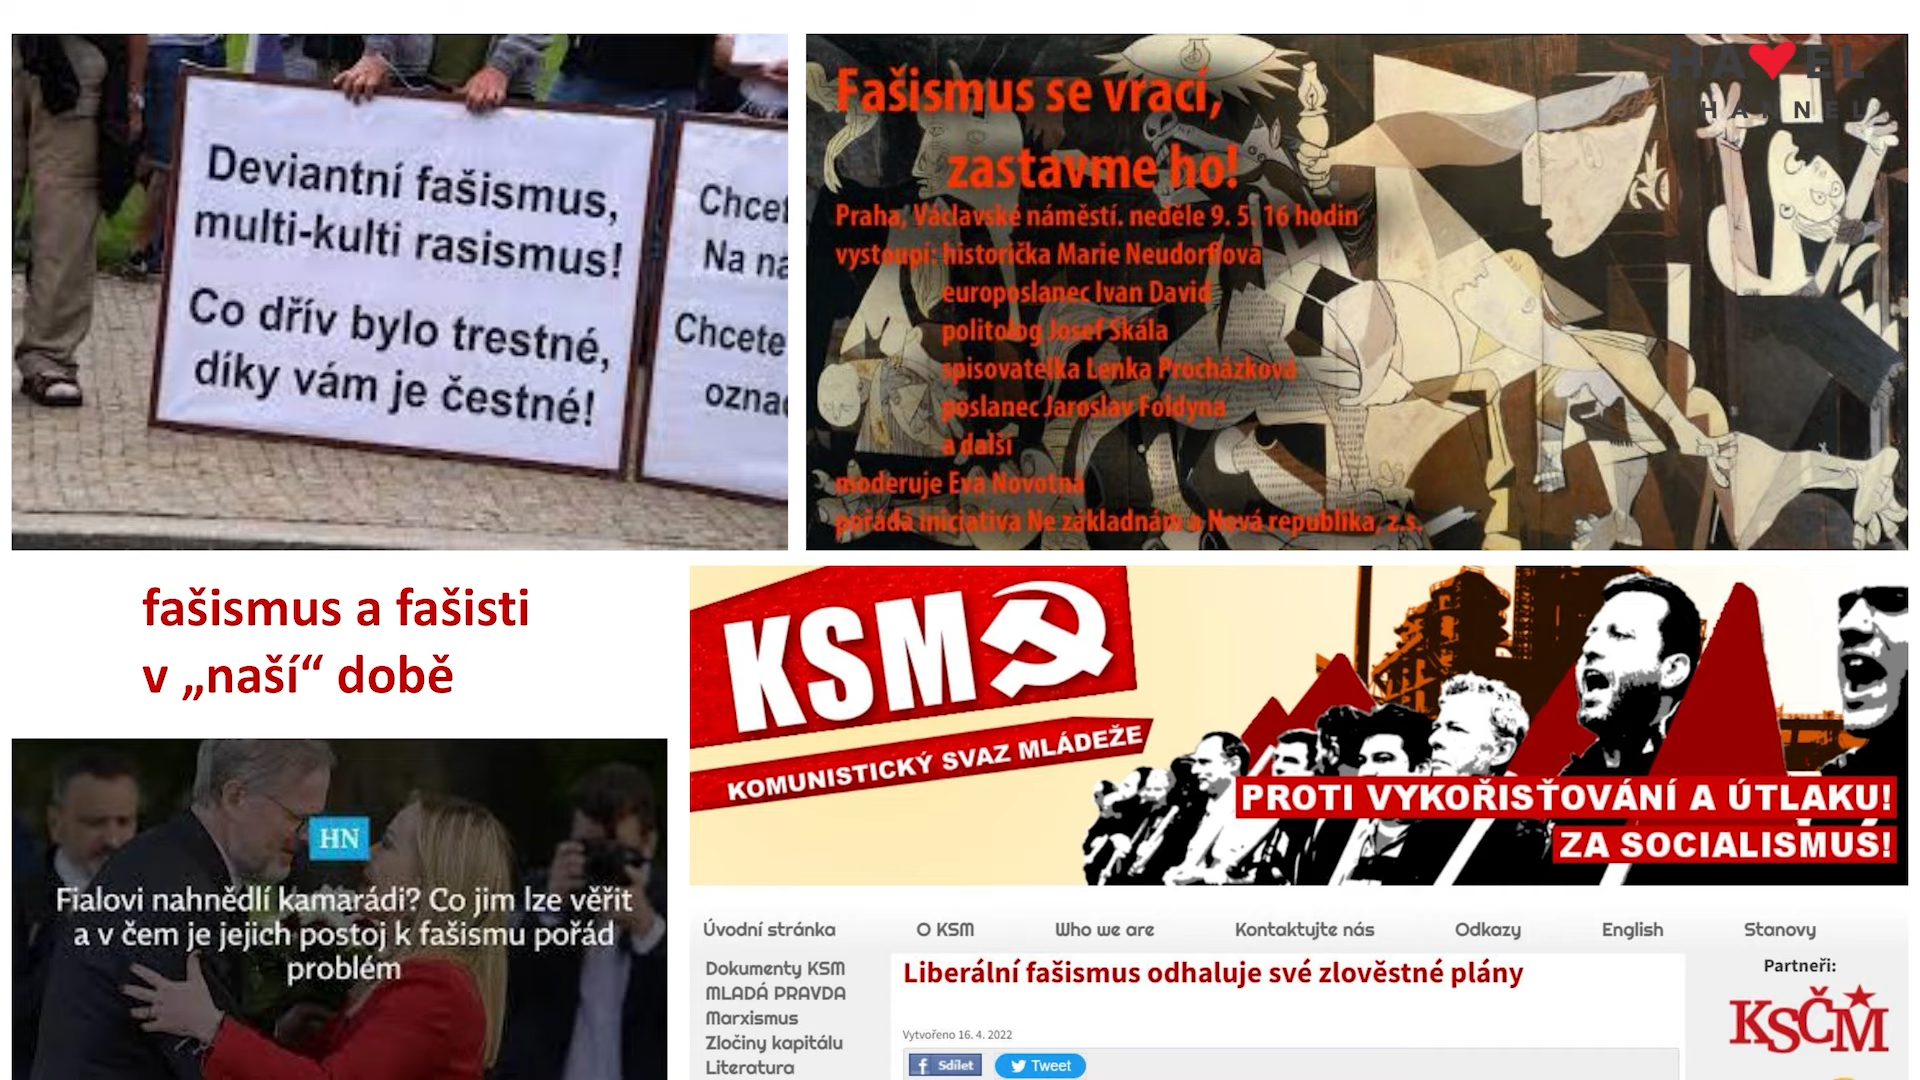 Deviantní fašismus,
multi-kulti rasismus!
Co dřív bylo trestné,
díky vám je čestné!
Na
Chcete
Fašismus se vrací,
zastavme ho!
Praha, Václavské náměstí. neděle 9. 5. 16 hodin
vystoupí: historička Marie Neudorflová
europoslanec Ivan David
politolog Josef Skála
spisovatelka Lenka Procházková
poslanec Jaroslav Foldyna
a další
moderuje Eva Novotná
pořádá iniciativa Ne základnám a Nová republika, z.s.
HAVEL
CHANNEL
fašismus a fašisti
v „naší“ době
HN
Fialovi nahnědlí kamarádi? Co jim lze věřit
a v čem je jejich postoj k fašismu pořád
problém
KSM
KOMUNISTICKÝ SVAZ MLÁDEŽE
PROTI VYKOŘISŤOVÁNÍ A ÚTLAKU!
ZA SOCIALISMUS!
Úvodní stránka O KSM Who we are Kontaktujte nás Odkazy English Stanovy
Dokumenty KSM
MLADÁ PRAVDA
Marxismus
Zločiny kapitálu
Literatura
Liberální fašismus odhaluje své zlověstné plány
Vytvořeno 16. 4. 2022
Sdílet Tweet
Partneři:
KSČM